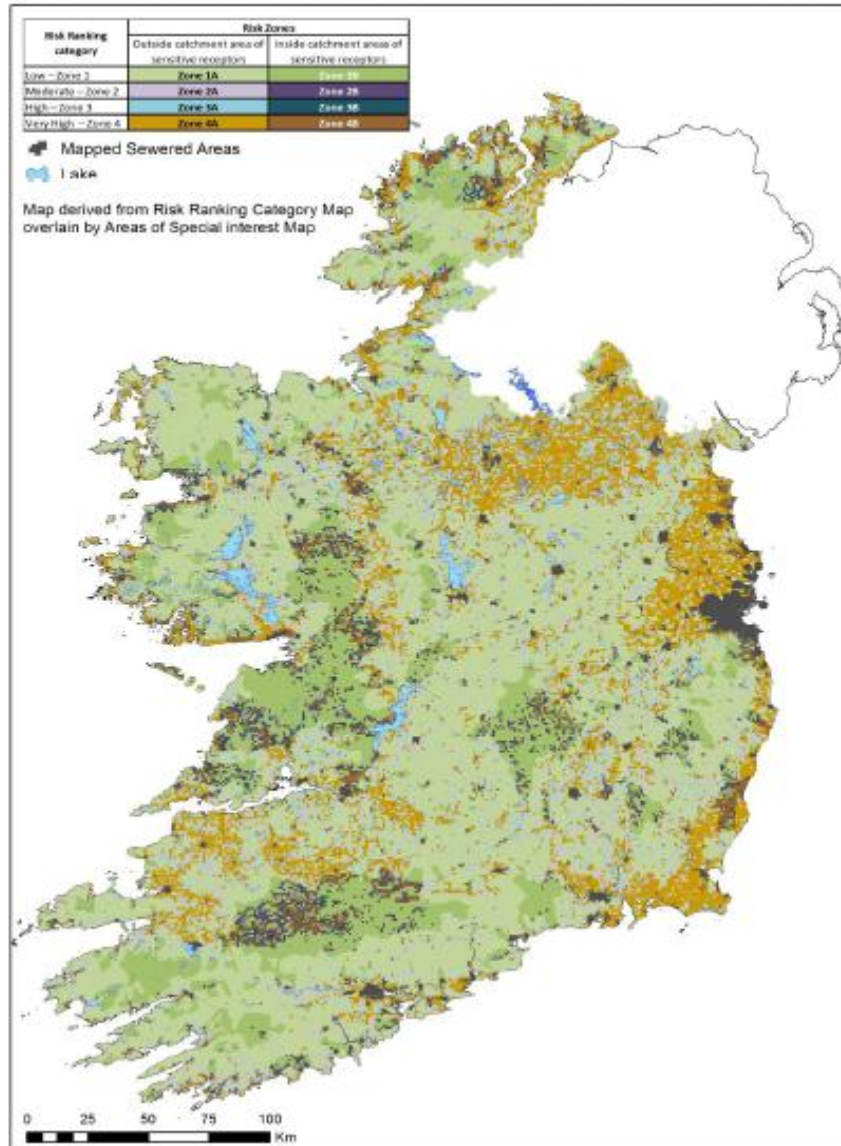 Risk Ranking category
Risk Zones
Outside catchment area of sensitive receptors
Inside catchment areas of sensitive receptors
Low – Zone 1
Zone 1A
Zone 1B
Moderate – Zone 2
Zone 2A
Zone 2B
High – Zone 3
Zone 3A
Zone 3B
Very High – Zone 4
Zone 4A
Zone 4B
Mapped Sewered Areas
Lake
Map derived from Risk Ranking Category Map
overlain by Areas of Special interest Map
0 25 50 100
Km